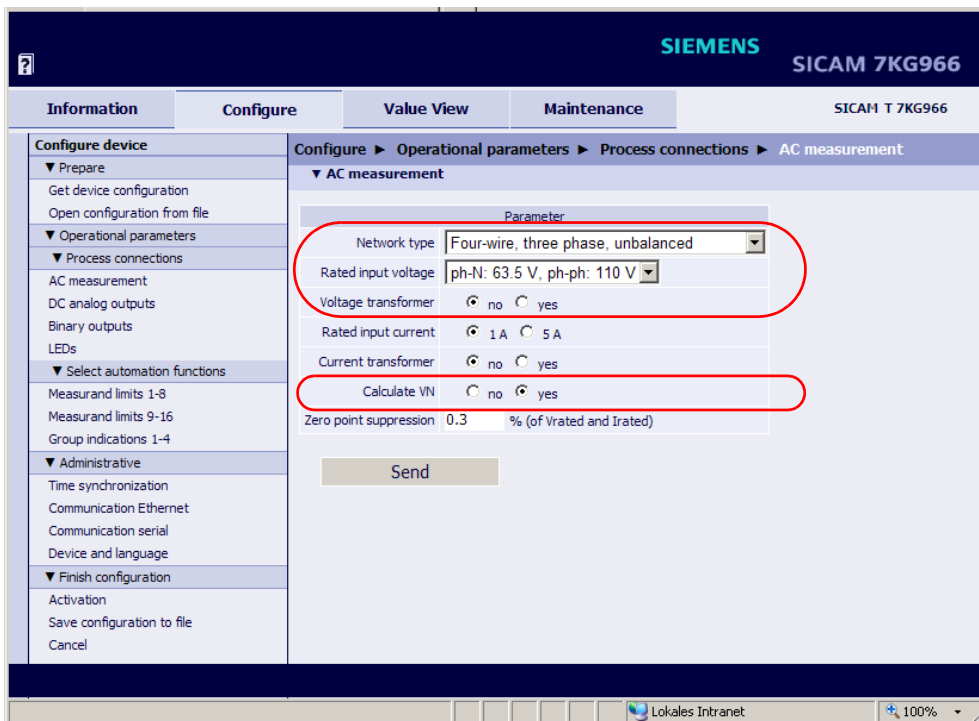 SIEMENS
SICAM 7KG966
Information Configure Value View Maintenance SICAM T 7KG966
Configure device
▼ Prepare
Get device configuration
Open configuration from file
▼ Operational parameters
▼ Process connections
AC measurement
DC analog outputs
Binary outputs
LEDs
▼ Select automation functions
Measurand limits 1-8
Measurand limits 9-16
Group indications 1-4
▼ Administrative
Time synchronization
Communication Ethernet
Communication serial
Device and language
▼ Finish configuration
Activation
Save configuration to file
Cancel
Configure ► Operational parameters ► Process connections ► AC measurement
▼ AC measurement
Parameter
Network type Four-wire, three phase, unbalanced
Rated input voltage ph-N: 63.5 V, ph-ph: 110 V
Voltage transformer no yes
Rated input current 1 A 5 A
Current transformer no yes
Calculate VN no yes
Zero point suppression 0.3 % (of Vrated and Irated)
Send
Lokales Intranet 100%